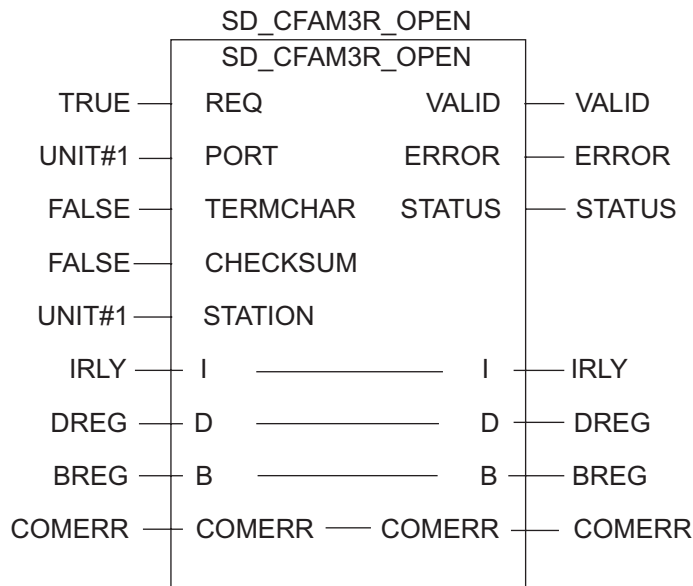 SD_CFAM3R_OPEN
SD_CFAM3R_OPEN
TRUE REQ VALID VALID
UNIT#1 PORT ERROR ERROR
FALSE TERMCHAR STATUS STATUS
FALSE CHECKSUM
UNIT#1 STATION
IRLY I I IRLY
DREG D D DREG
BREG B B BREG
COMERR COMERR COMERR COMERR